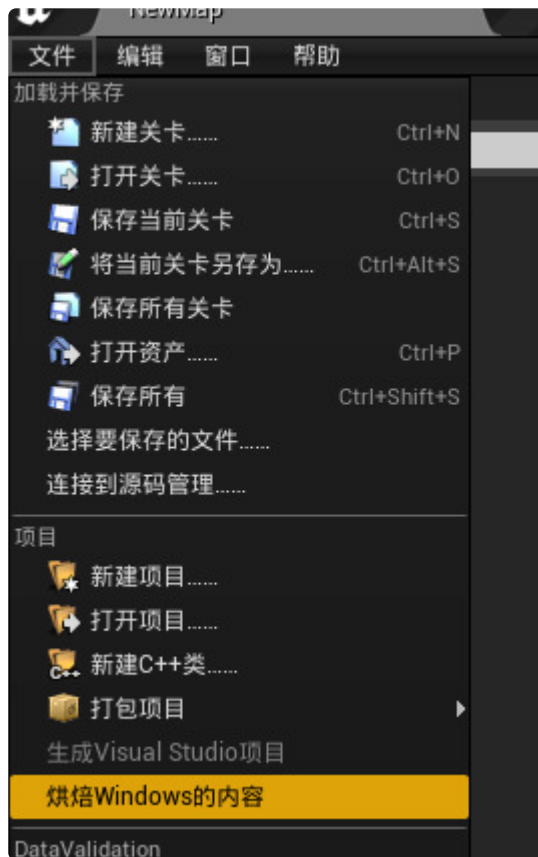 NewMap
文件 编辑 窗口 帮助
加载并保存
新建关卡...... Ctrl+N
打开关卡...... Ctrl+O
保存当前关卡 Ctrl+S
将当前关卡另存为...... Ctrl+Alt+S
保存所有关卡
打开资产...... Ctrl+P
保存所有 Ctrl+Shift+S
选择要保存的文件......
连接到源码管理......
项目
新建项目......
打开项目......
新建C++类......
打包项目
生成Visual Studio项目
烘焙Windows的内容
DataValidation